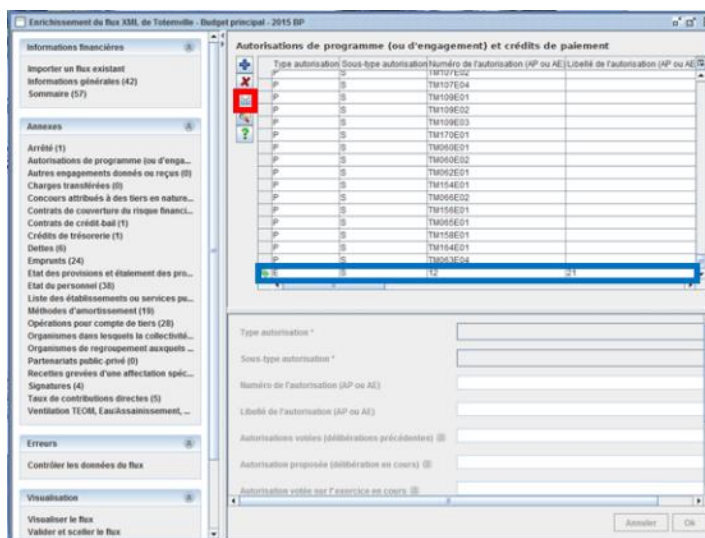 Enrichissement du flux XML de Totemville - Budget principal - 2015 BP
Informations financières
Importer un flux existant
Informations générales (42)
Sommaire (57)
Annexes
Arrêté (1)
Autorisations de programme (ou d'enga...
Autres engagements donnés ou reçus (0)
Charges transférées (0)
Concours attribués à des tiers en nature...
Contrats de couverture du risque financi...
Contrats de crédit-bail (1)
Crédits de trésorerie (1)
Dettes (6)
Emprunts (24)
Etat des provisions et étalement des pro...
Etat du personnel (38)
Liste des établissements ou services pu...
Méthodes d'amortissement (19)
Opérations pour compte de tiers (28)
Organismes dans lesquels la collectivité...
Organismes de regroupement auxquels ...
Partenariats public-privé (0)
Recettes grevées d'une affectation spéc...
Signatures (4)
Taux de contributions directes (5)
Ventilation TEOM, Eau/Assainissement, ...
Erreurs
Contrôler les données du flux
Visualisation
Visualiser le flux
Valider et sceller le flux
Autorisations de programme (ou d'engagement) et crédits de paiement
Type autorisation Sous-type autorisation Numéro de l'autorisation (AP ou AE) Libellé de l'autorisation (AP ou AE
P S TM107E02
P S TM107E04
P S TM109E01
P S TM109E02
P S TM109E03
P S TM170E01
P S TM060E01
P S TM060E02
P S TM062E01
P S TM154E01
P S TM066E02
P S TM156E01
P S TM065E01
P S TM158E01
P S TM164E01
P S TM063E04
E S 12 21
Type autorisation *
Sous-type autorisation *
Numéro de l'autorisation (AP ou AE)
Libellé de l'autorisation (AP ou AE)
Autorisations votées (délibérations précédentes)
Autorisation proposée (délibération en cours)
Autorisation votée sur l'exercice en cours
Annuler Ok